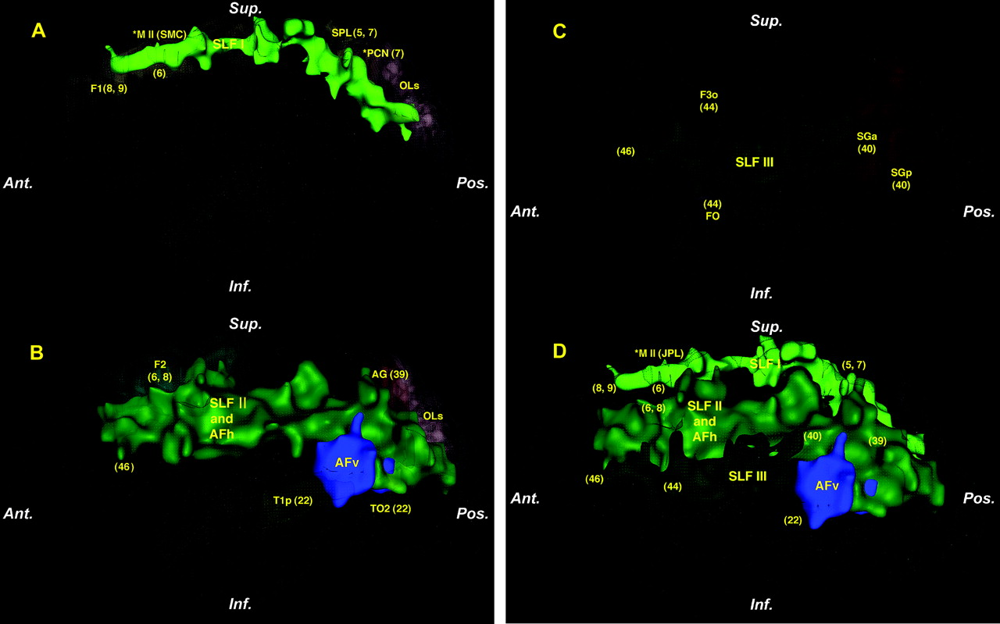 A
Sup.
*M II (SMC)
SLF I
SPL (5, 7)
*PCN (7)
F1(8, 9)
(6)
OLs
Ant.
Pos.
Inf.
B
Sup.
F2
(6, 8)
AG (39)
SLF II
and
AFh
OLs
(46)
AFv
T1p (22)
TO2 (22)
Ant.
Pos.
Inf.
C
Sup.
F3o
(44)
(46)
SGa
(40)
SLF III
SGp
(40)
(44)
FO
Ant.
Pos.
Inf.
D
Sup.
*M II (JPL)
SLF I
(5, 7)
(8, 9)
(6)
(6, 8)
SLF II
and
AFh
(40)
(39)
(46)
(44)
SLF III
AFv
(22)
Ant.
Pos.
Inf.